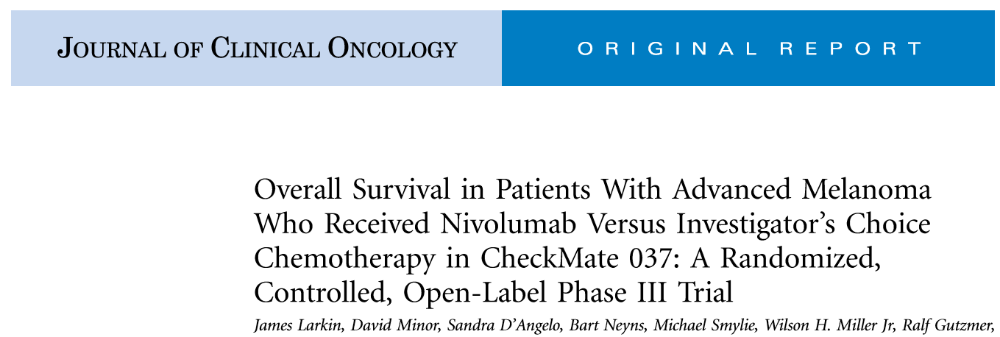 JOURNAL OF CLINICAL ONCOLOGY
ORIGINAL REPORT
Overall Survival in Patients With Advanced Melanoma
Who Received Nivolumab Versus Investigator’s Choice
Chemotherapy in CheckMate 037: A Randomized,
Controlled, Open-Label Phase III Trial
James Larkin, David Minor, Sandra D’Angelo, Bart Neyns, Michael Smylie, Wilson H. Miller Jr, Ralf Gutzmer,